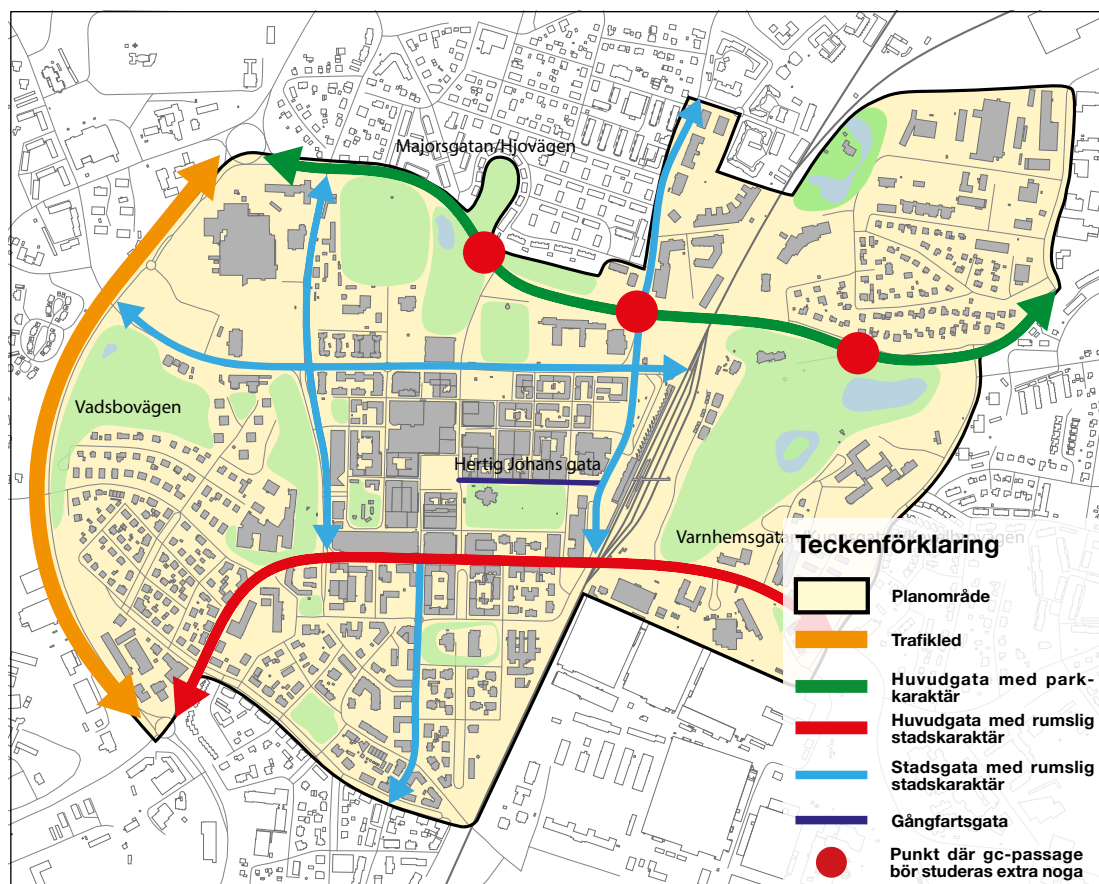 Majorsgatan/Hjovägen
Vadsbovägen
Hertig Johans gata
Teckenförklaring
Planområde
Trafikled
Huvudgata med park-
karaktär
Huvudgata med rumslig
stadskaraktär
Stadsgata med rumslig
stadskaraktär
Gångfartsgata
Punkt där gc-passage
bör studeras extra noga